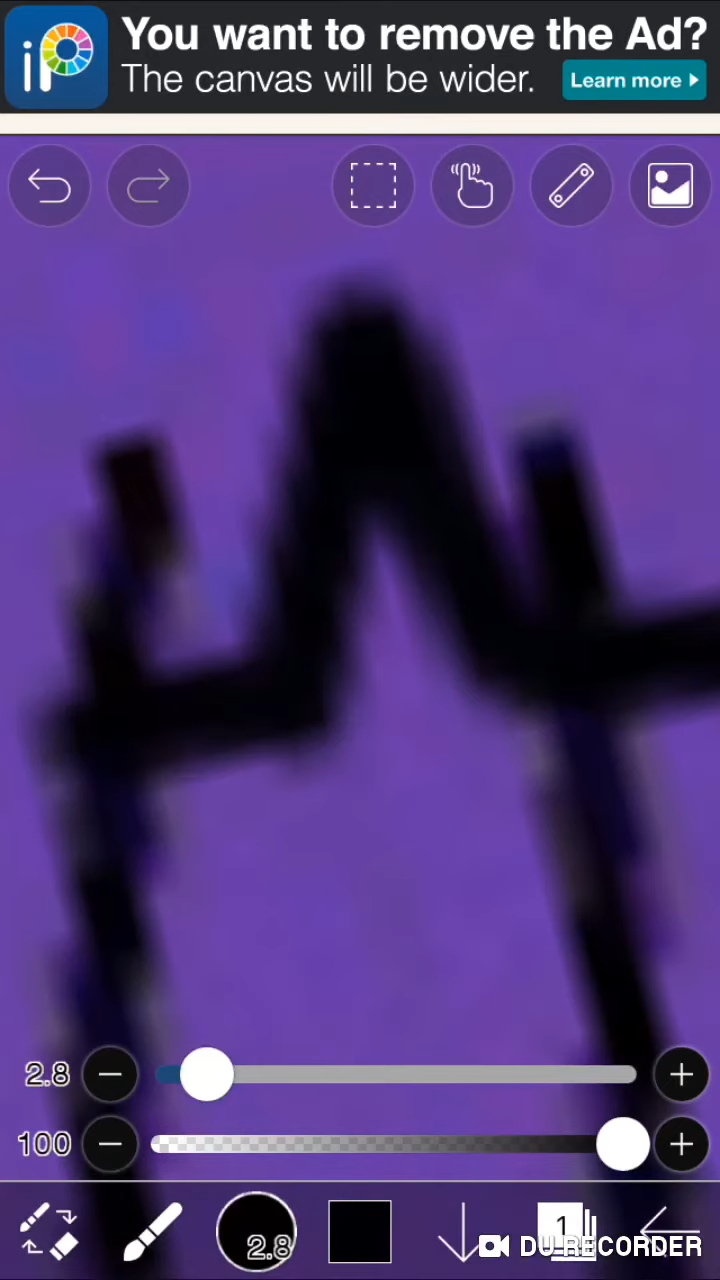 iP
You want to remove the Ad?
The canvas will be wider.
Learn more
2.8
100
2.8
1
DU RECORDER